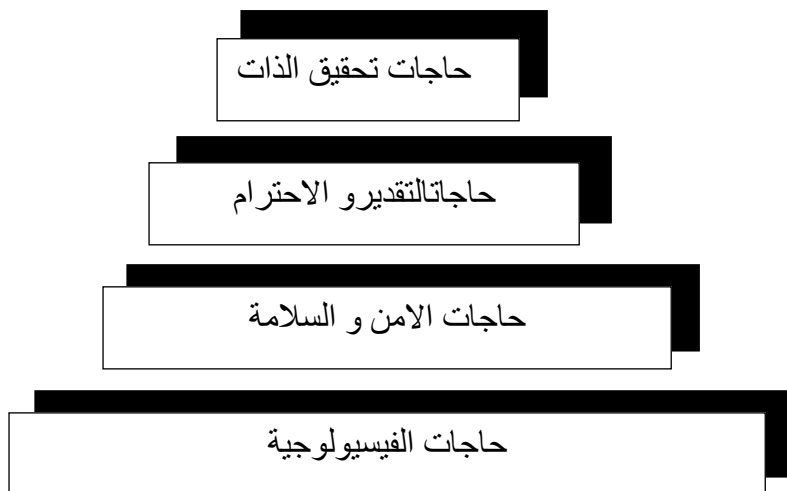 حاجات تحقيق الذات
حاجاتالتقديرو الاحترام
حاجات الامن و السلامة
حاجات الفيسيولوجية